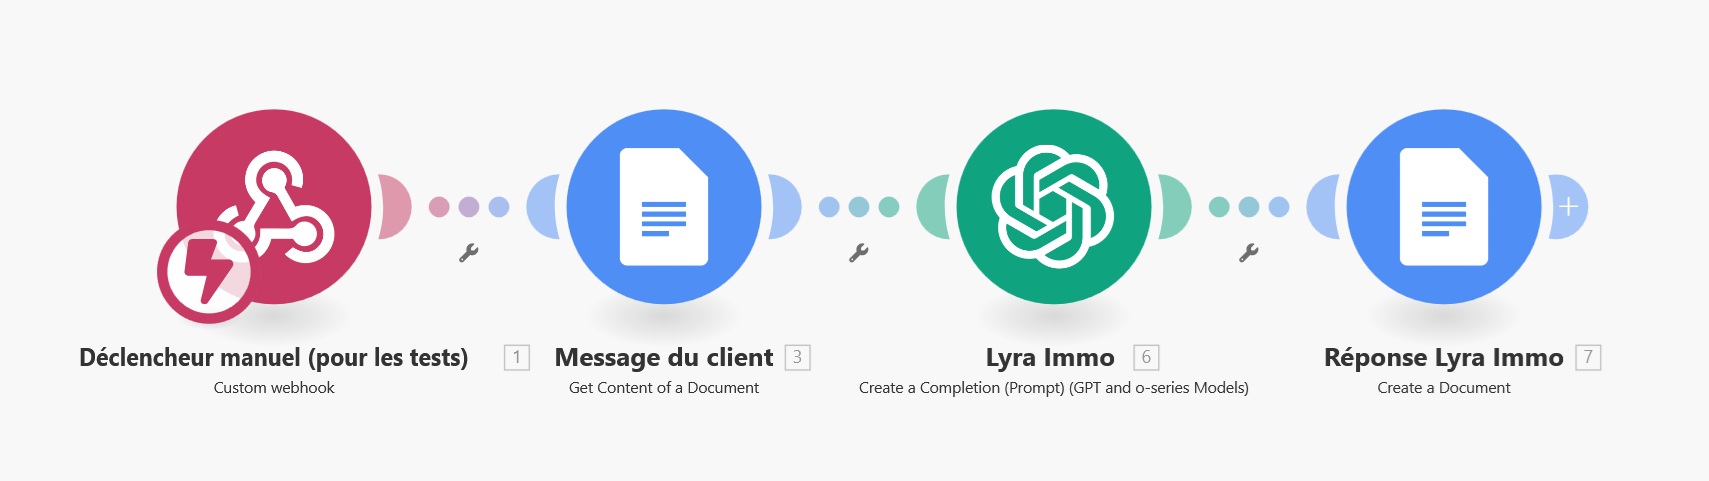 Déclencheur manuel (pour les tests) 1
Custom webhook
Message du client 3
Get Content of a Document
Lyra Immo 6
Create a Completion (Prompt) (GPT and o-series Models)
Réponse Lyra Immo 7
Create a Document